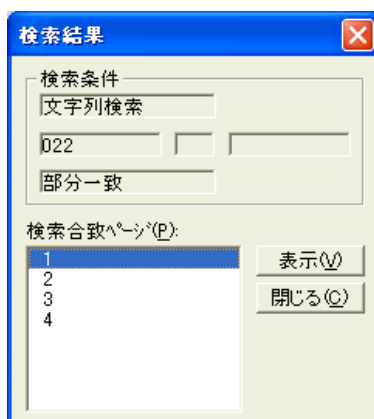 検索結果
検索条件
文字列検索
022
部分一致
検索合致ﾍﾟｰｼﾞ(P):
1
2
3
4
表示(V)
閉じる(C)